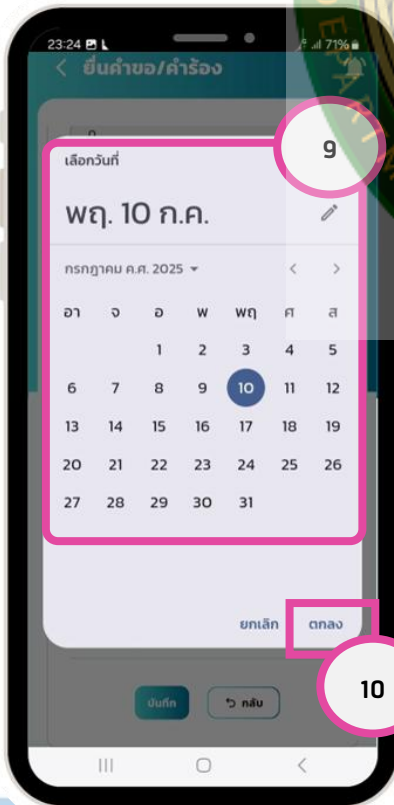 23:24 71%
ยื่นคำขอ/คำร้อง
9
เลือกวันที่
พฤ. 10 ก.ค.
กรกฎาคม ค.ศ. 2025
อา จ อ พ พฤ ศ ส
1 2 3 4 5
6 7 8 9 10 11 12
13 14 15 16 17 18 19
20 21 22 23 24 25 26
27 28 29 30 31
ยกเลิก ตกลง
10
บันทึก กลับ